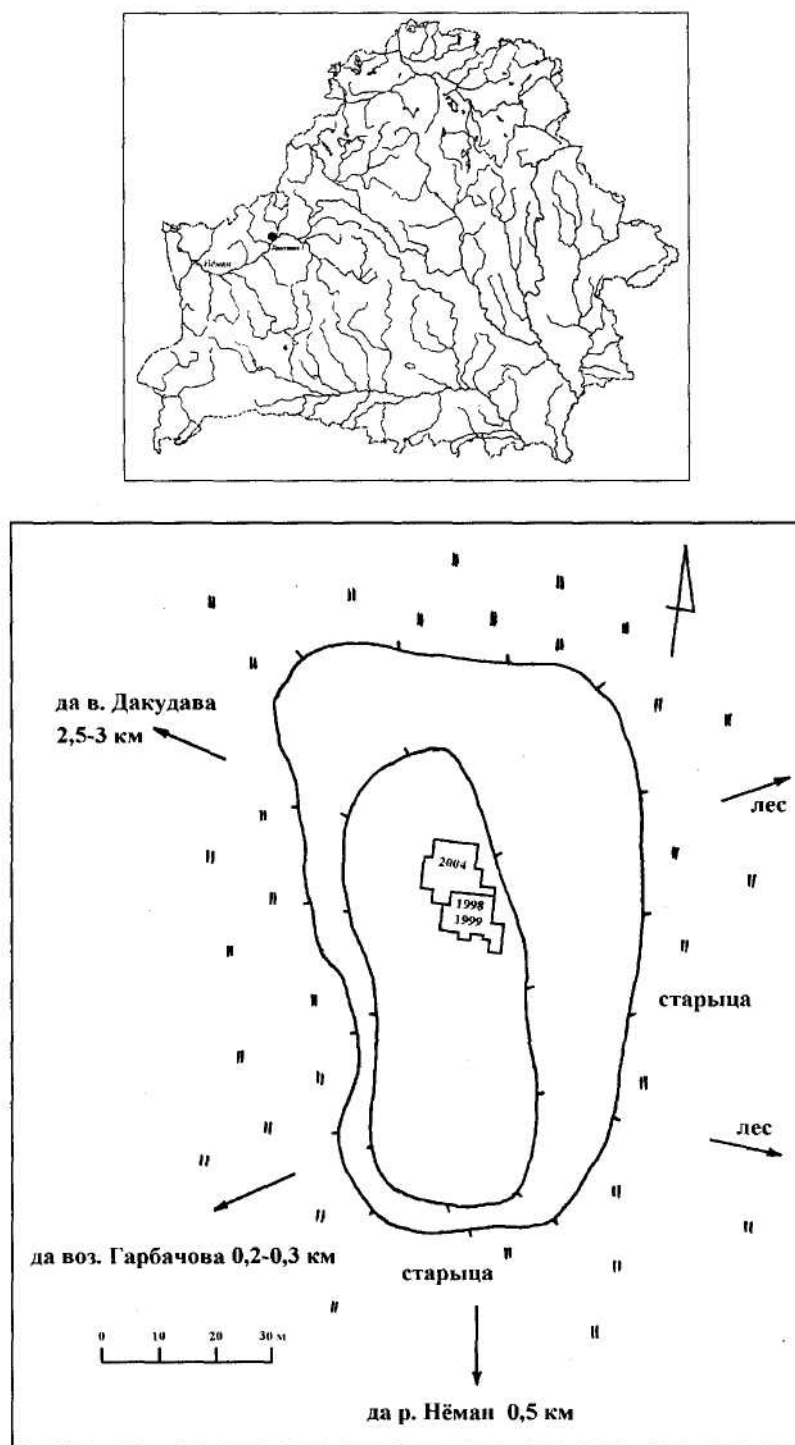 Нёман
да в. Дакудава
2,5-3 км
лес
2004
1998
1999
старыца
лес
да воз. Гарбачова 0,2-0,3 км
старыца
0 10 20 30 м
да р. Нёман 0,5 км